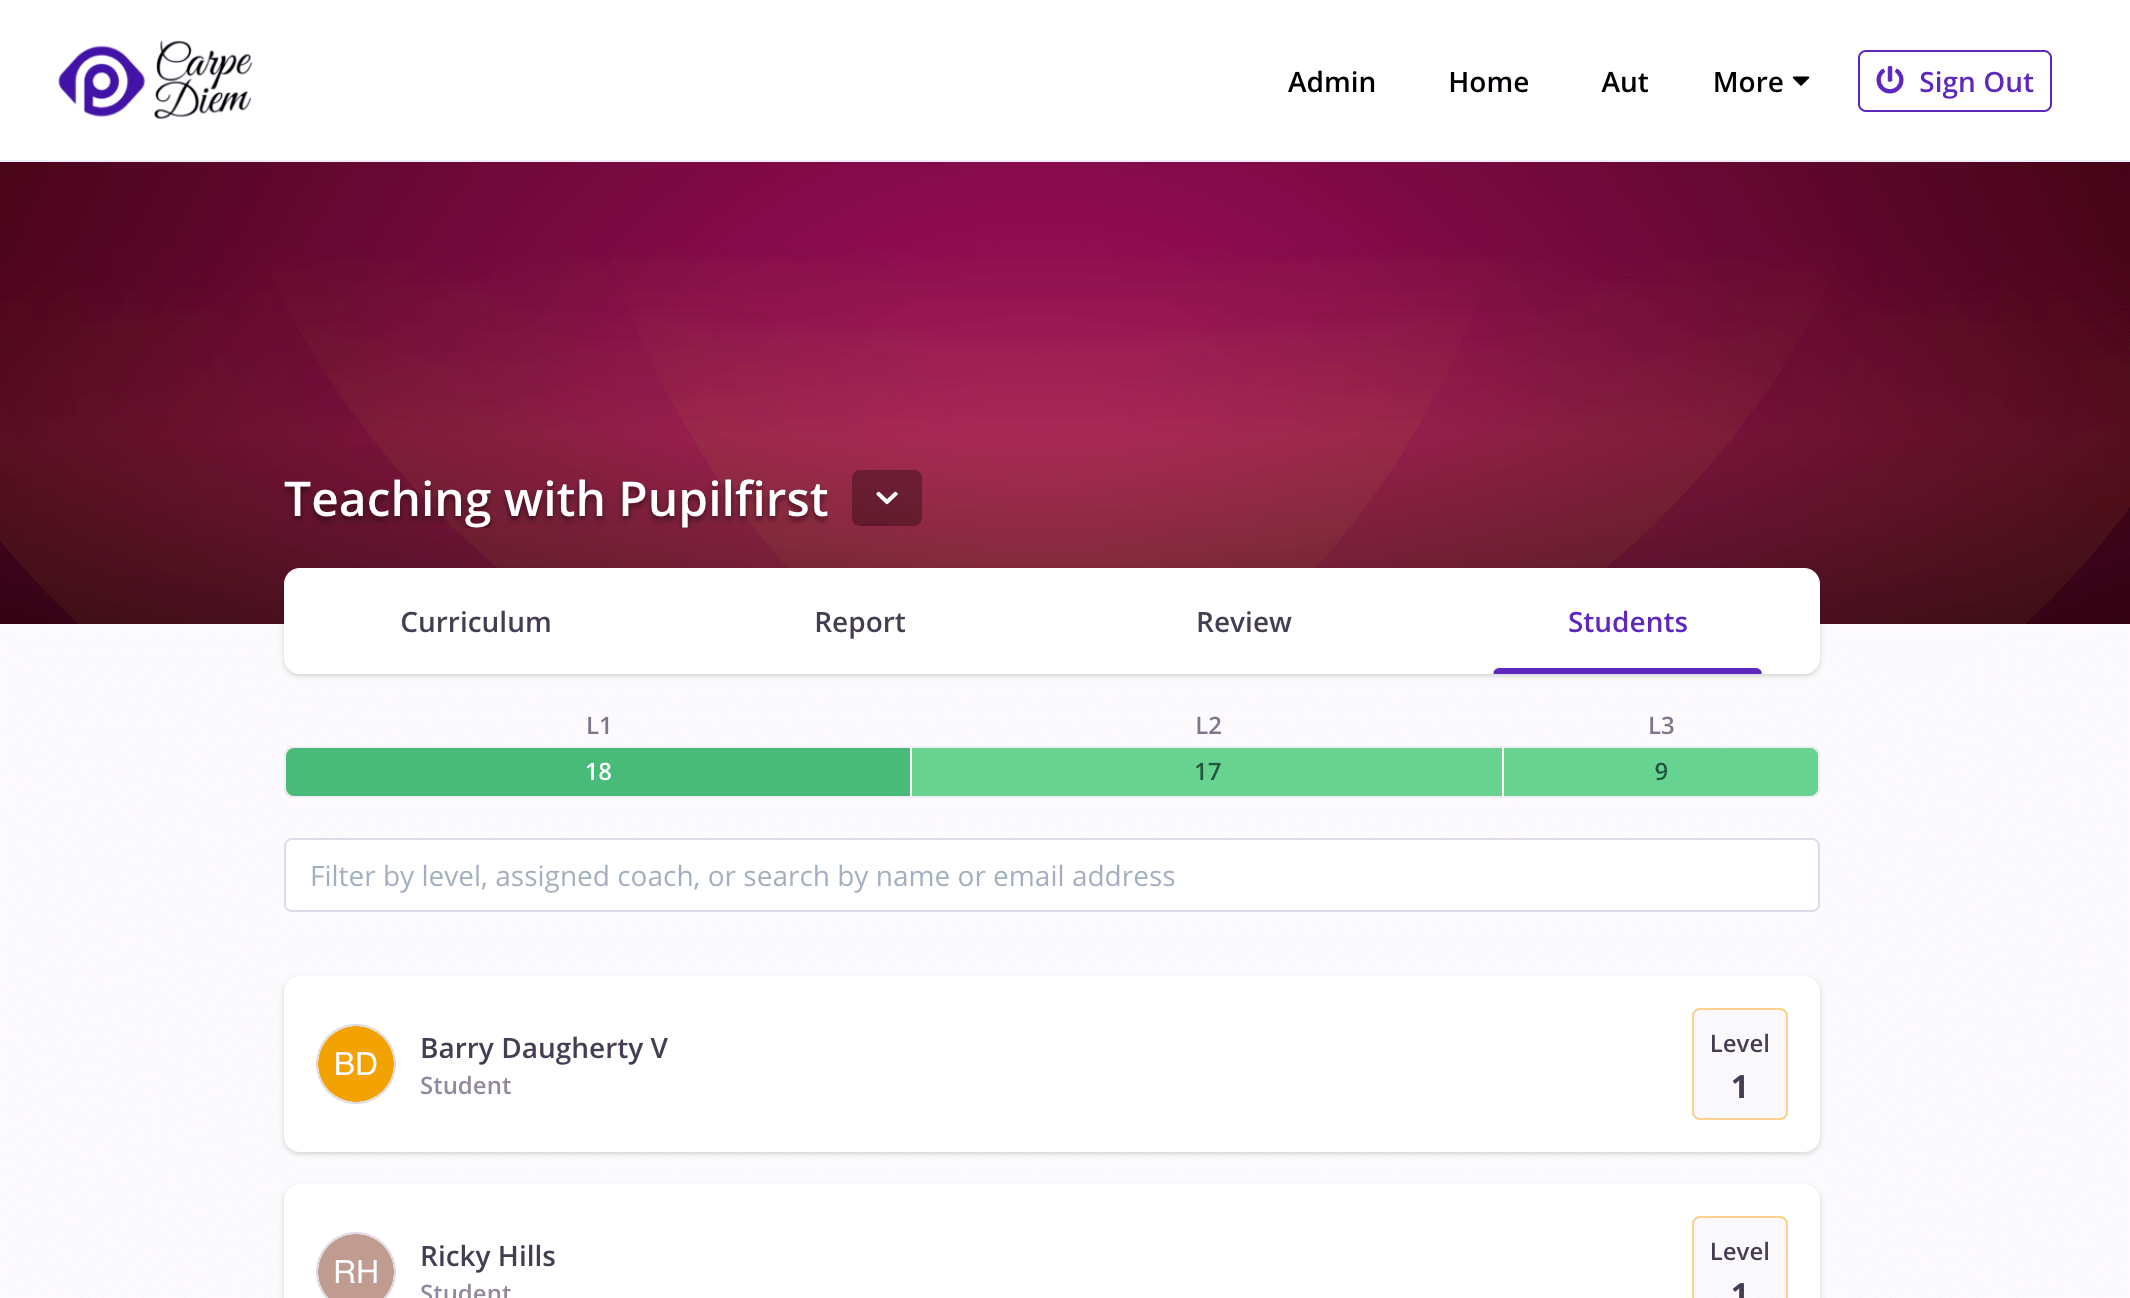 Carpe
Diem
Admin
Home
Aut
More
Sign Out
Teaching with Pupilfirst
Curriculum
Report
Review
Students
L1
L2
L3
18
17
9
Filter by level, assigned coach, or search by name or email address
BD
Barry Daugherty V
Student
Level
1
RH
Ricky Hills
Student
Level
1